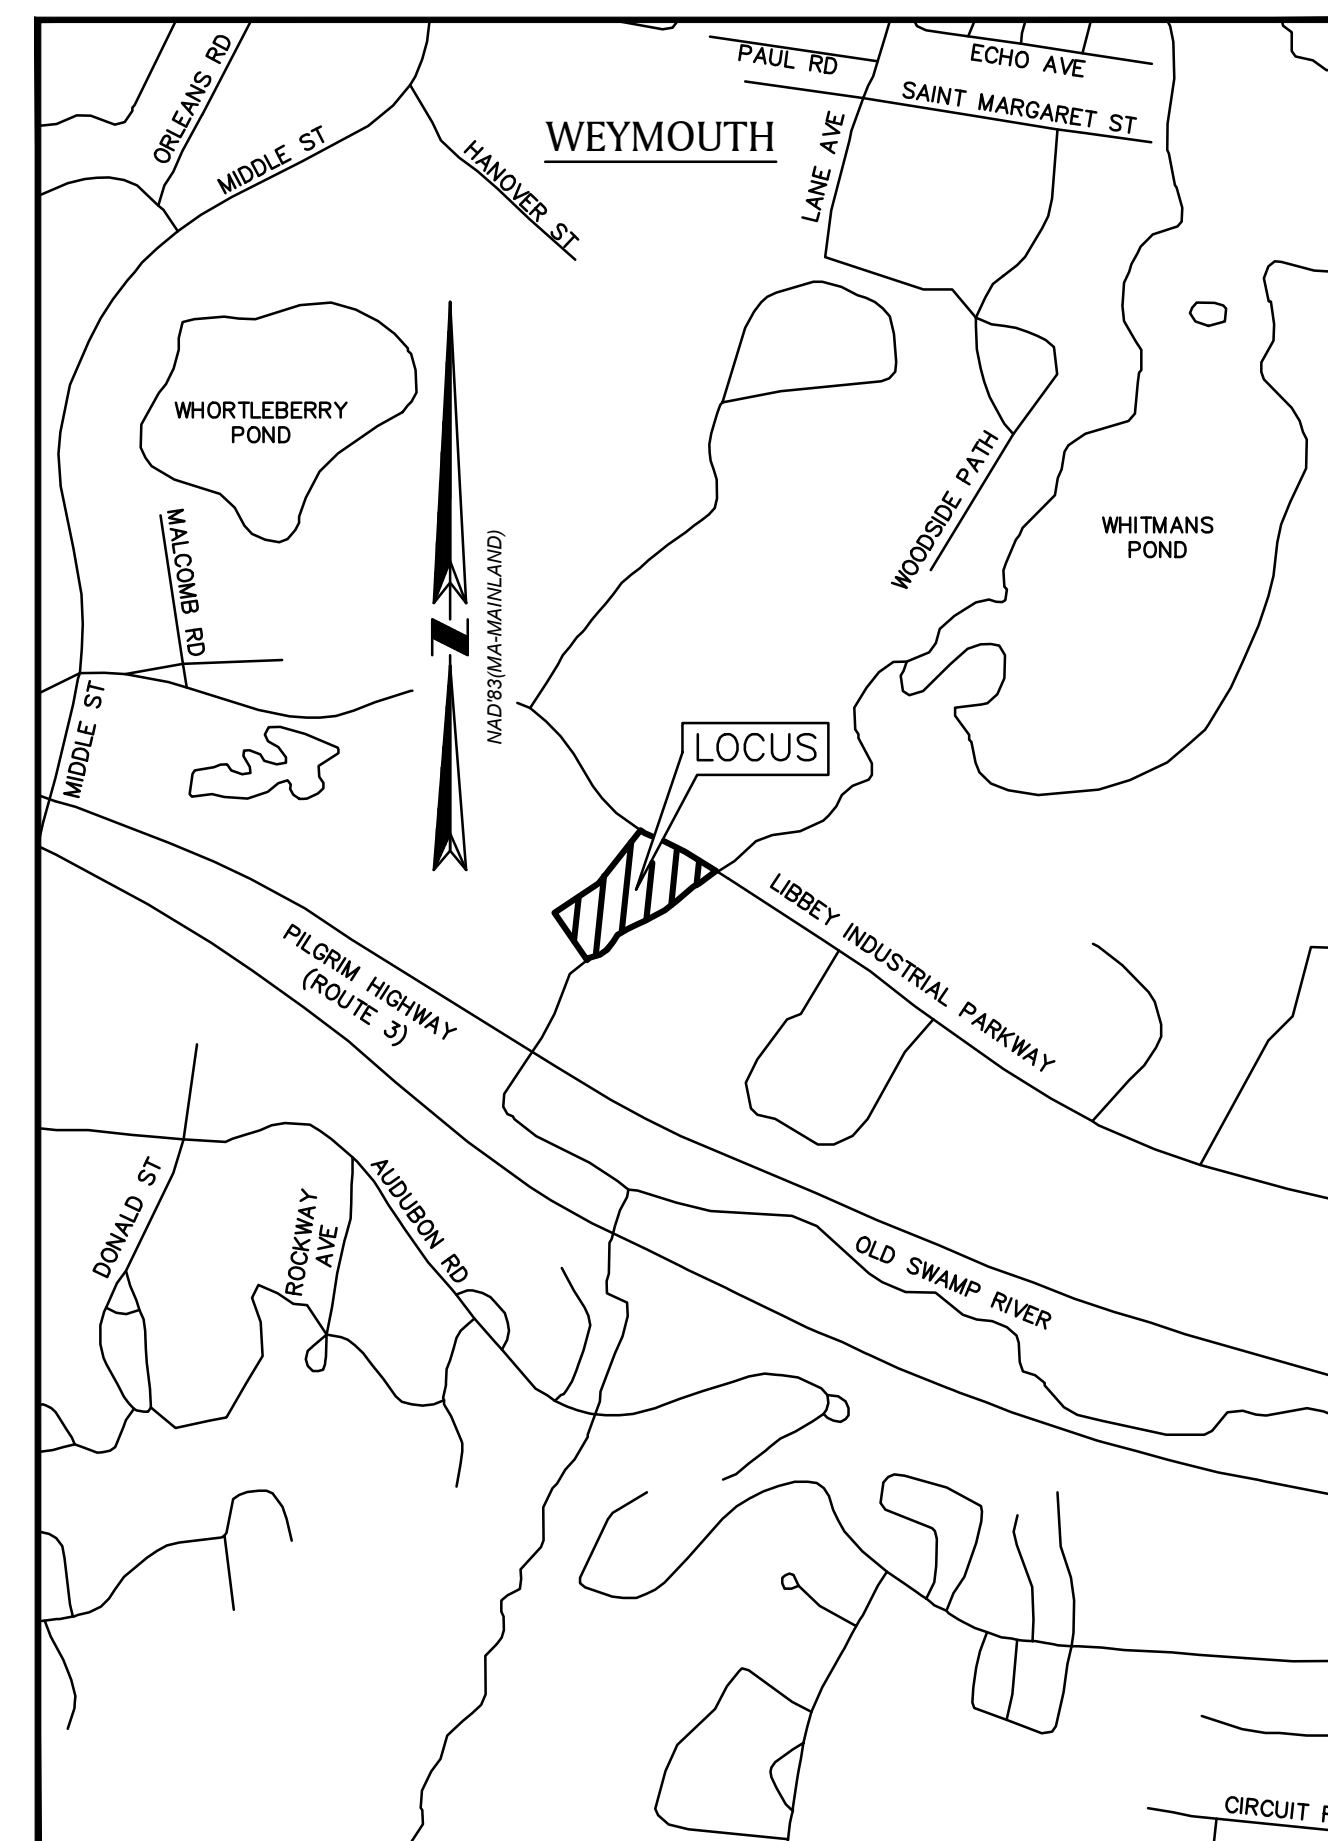 ORLEANS RD
PAUL RD
ECHO AVE
SAINT MARGARET ST
MIDDLE ST
WEYMOUTH
HANOVER ST
LANE AVE
WHORTLEBERRY
POND
WOODSIDE PATH
WHITMANS
POND
MALCOMB RD
N
NAD'83(MA-MAINLAND)
MIDDLE ST
LOCUS
LIBBEY INDUSTRIAL PARKWAY
PILGRIM HIGHWAY
(ROUTE 3)
DONALD ST
ROCKWAY
AVE
AUDUBON RD
OLD SWAMP RIVER
CIRCUIT